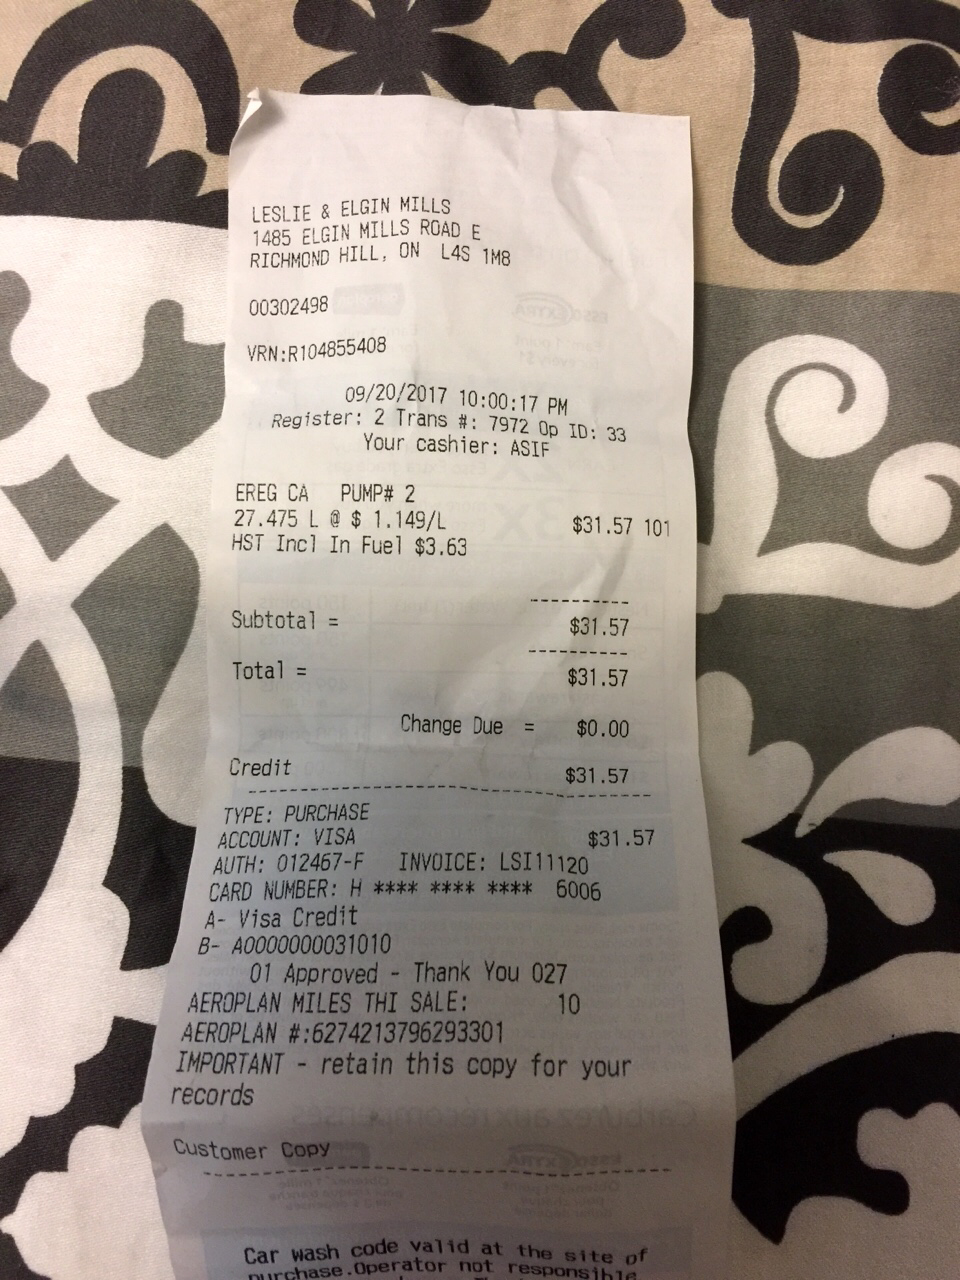 LESLIE & ELGIN MILLS
1485 ELGIN MILLS ROAD E
RICHMOND HILL, ON L4S 1M8
00302498
VRN:R104855408
09/20/2017 10:00:17 PM
Register: 2 Trans #: 7972 Op ID: 33
Your cashier: ASIF
EREG CA PUMP# 2
27.475 L @ $ 1.149/L $31.57 101
HST Incl In Fuel $3.63
Subtotal = $31.57
Total = $31.57
Change Due = $0.00
Credit $31.57
TYPE: PURCHASE
ACCOUNT: VISA $31.57
AUTH: 012467-F INVOICE: LSI11120
CARD NUMBER: H **** **** **** 6006
A- Visa Credit
B- A0000000031010
01 Approved - Thank You 027
AEROPLAN MILES THI SALE: 10
AEROPLAN #:6274213796293301
IMPORTANT - retain this copy for your
records
Customer Copy
Car wash code valid at the site of
purchase.Operator not responsible